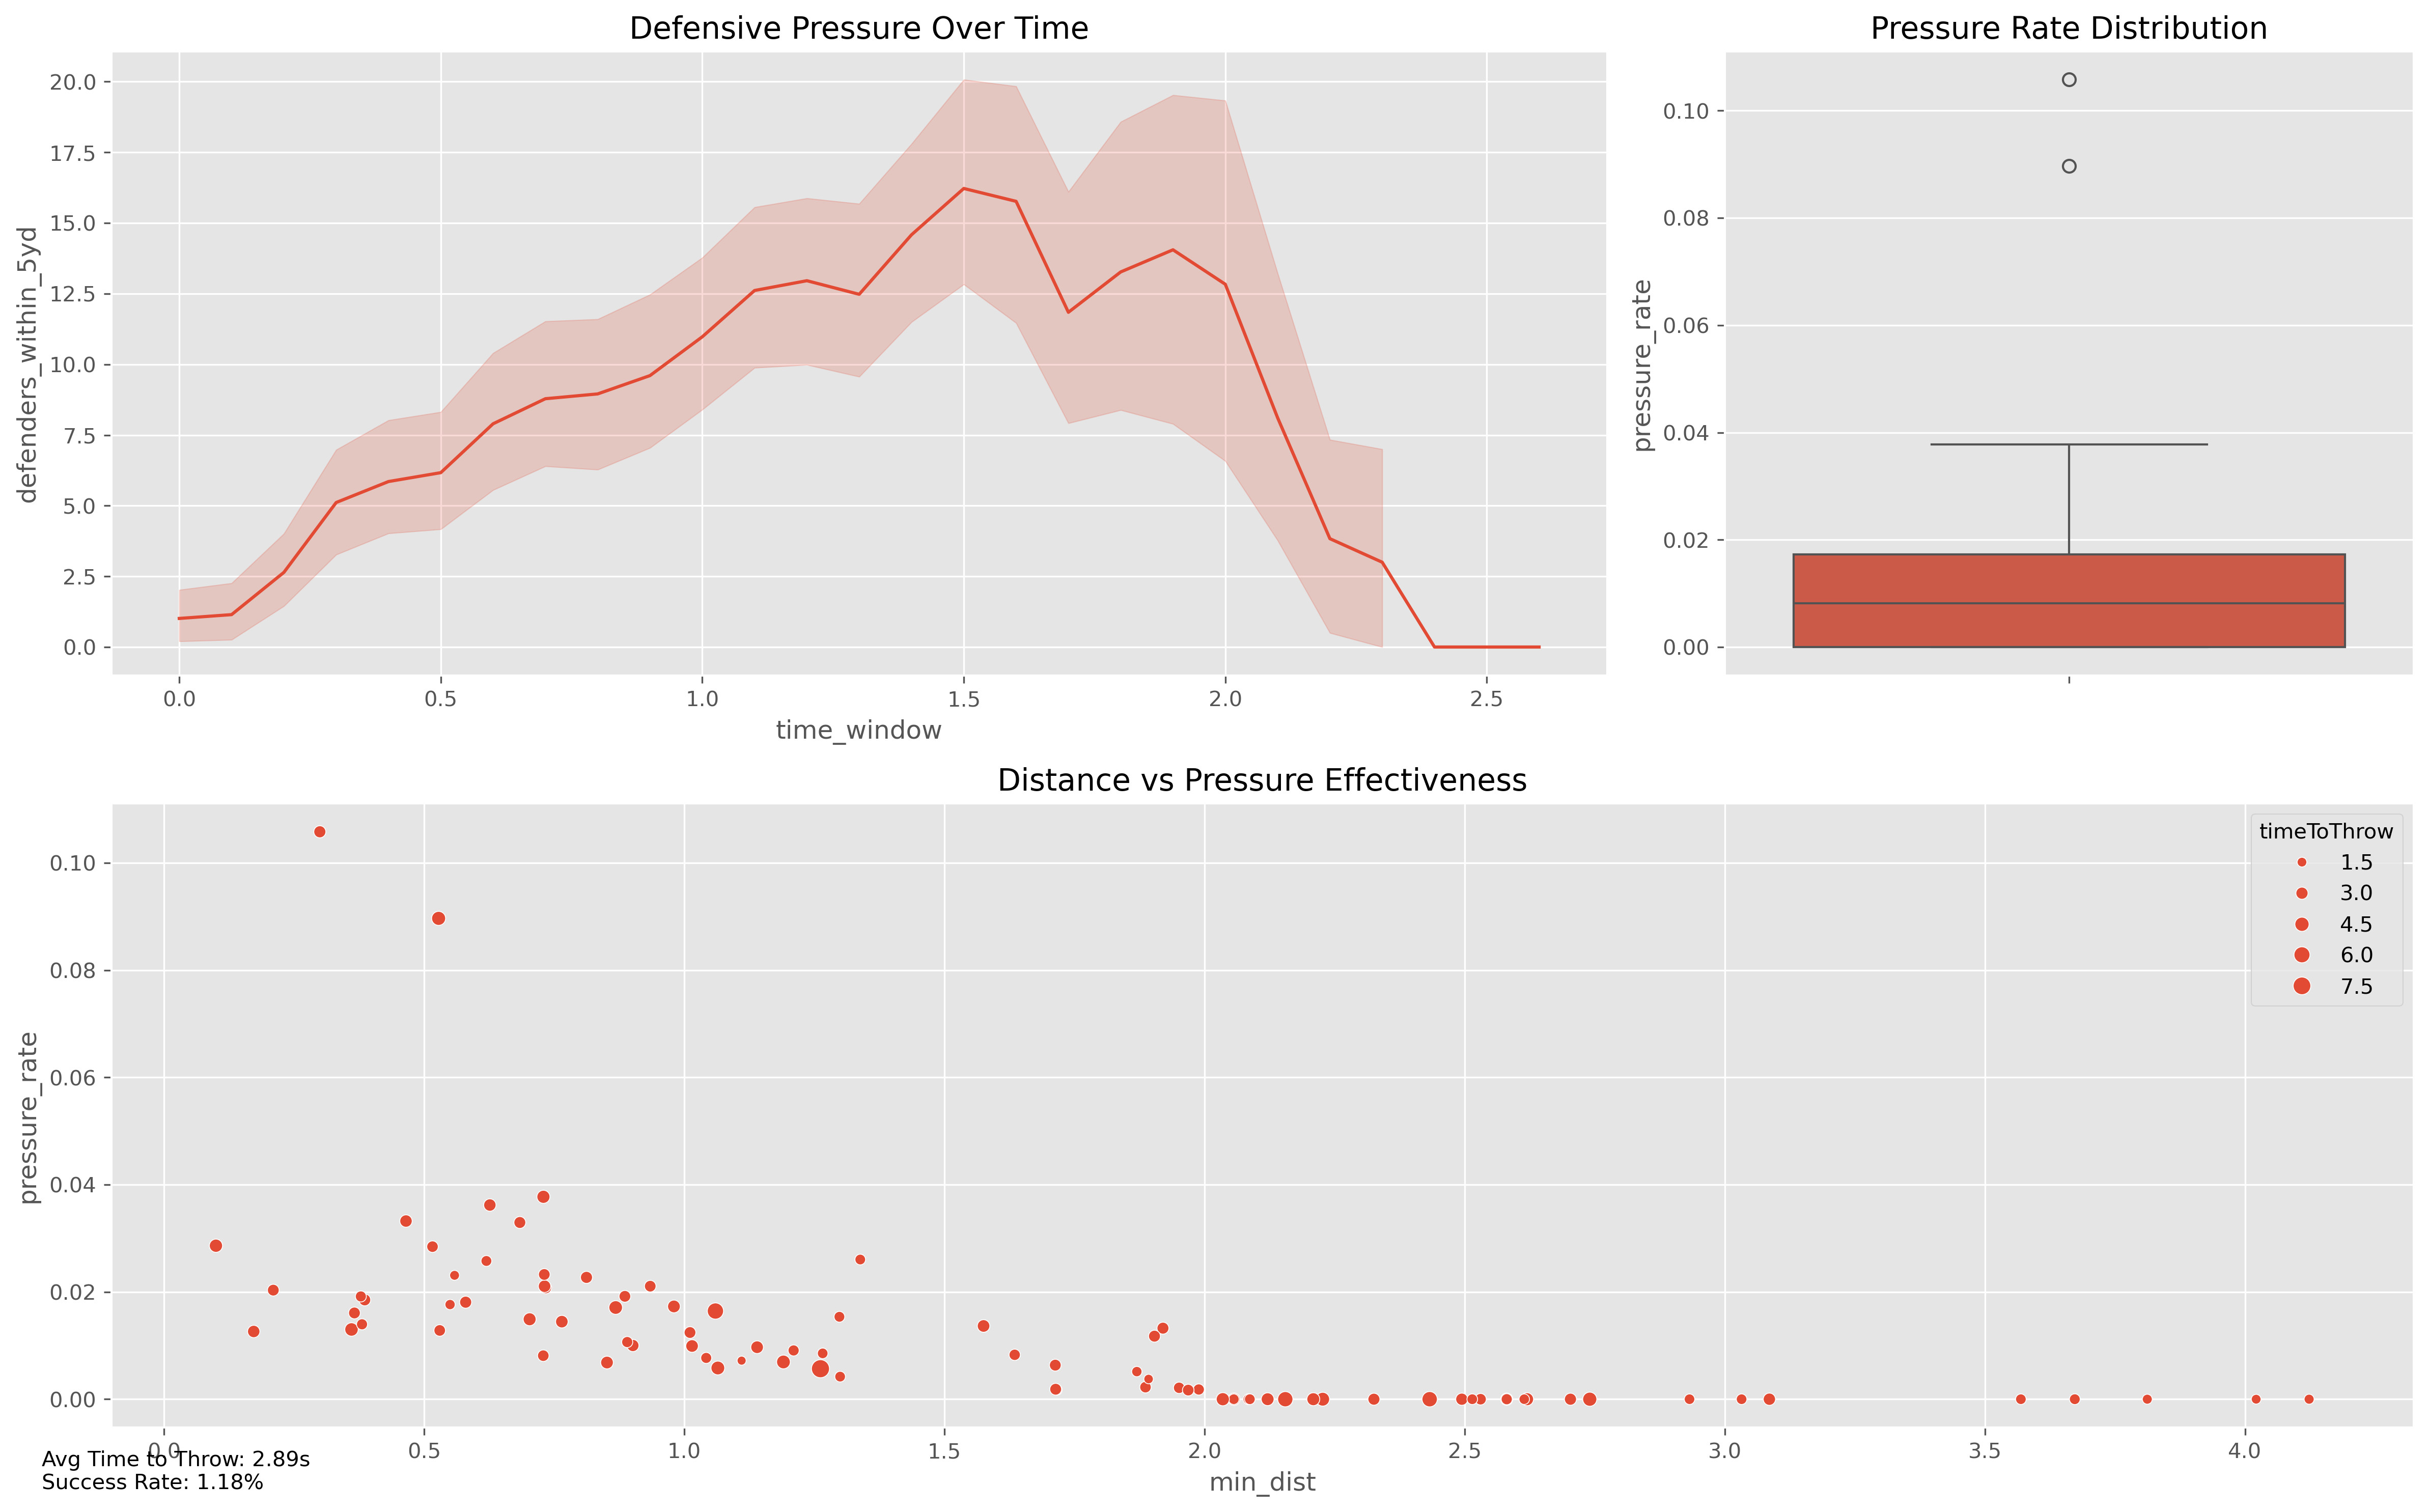 Defensive Pressure Over Time
defenders_within_5yd
20.0
17.5
15.0
12.5
10.0
7.5
5.0
2.5
0.0
0.0 0.5 1.0 1.5 2.0 2.5
time_window
Pressure Rate Distribution
pressure_rate
0.10
0.08
0.06
0.04
0.02
0.00
Distance vs Pressure Effectiveness
pressure_rate
0.10
0.08
0.06
0.04
0.02
0.00
timeToThrow
1.5
3.0
4.5
6.0
7.5
0.0 0.5 1.0 1.5 2.0 2.5 3.0 3.5 4.0
min_dist
Avg Time to Throw: 2.89s
Success Rate: 1.18%